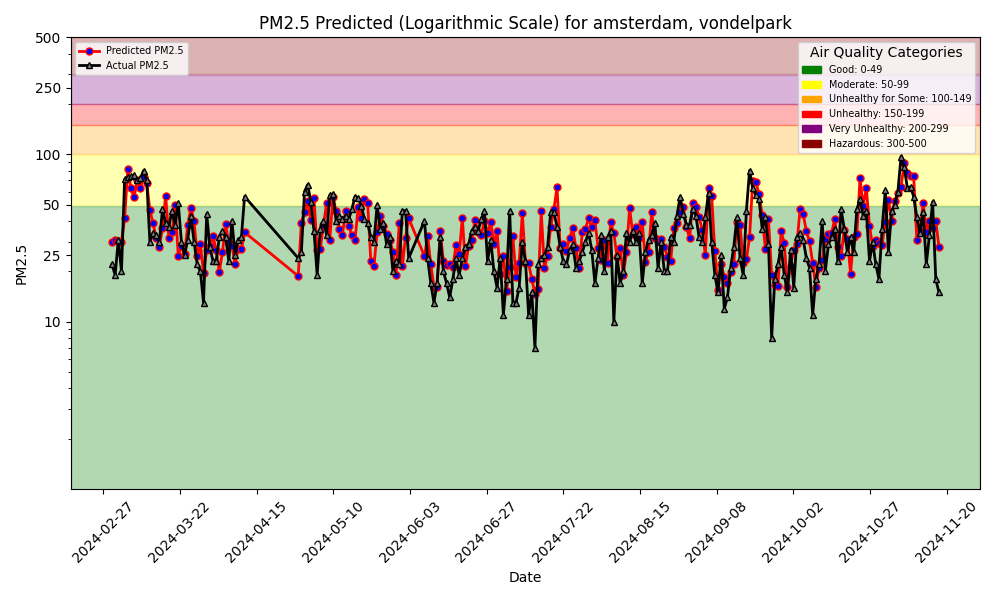 PM2.5 Predicted (Logarithmic Scale) for amsterdam, vondelpark
Predicted PM2.5
Actual PM2.5
Air Quality Categories
Good: 0-49
Moderate: 50-99
Unhealthy for Some: 100-149
Unhealthy: 150-199
Very Unhealthy: 200-299
Hazardous: 300-500
500
250
100
50
25
10
PM2.5
2024-02-27
2024-03-22
2024-04-15
2024-05-10
2024-06-03
2024-06-27
2024-07-22
2024-08-15
2024-09-08
2024-10-02
2024-10-27
2024-11-20
Date